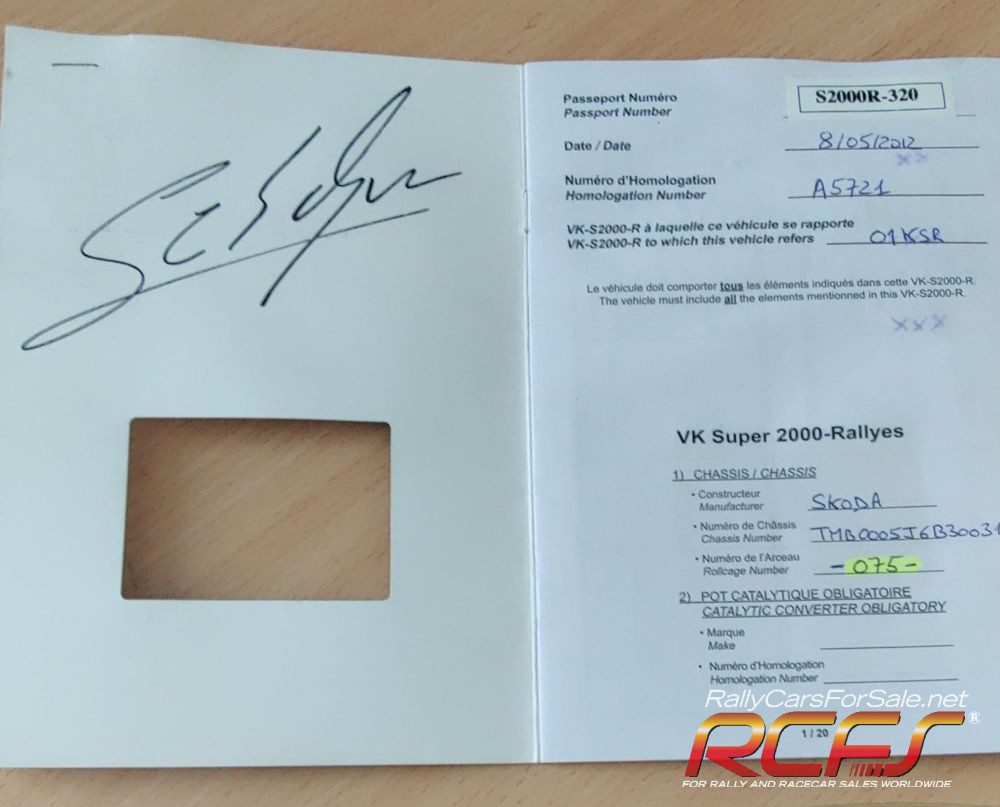 Passeport Numéro
Passport Number
S2000R-320
Date / Date
8/05/2012
xx
Numéro d'Homologation
Homologation Number
A5721
VK-S2000-R à laquelle ce véhicule se rapporte
VK-S2000-R to which this vehicle refers
01KSR
Le véhicule doit comporter tous les éléments indiqués dans cette VK-S2000-R.
The vehicle must include all the elements mentionned in this VK-S2000-R.
xxx
VK Super 2000-Rallyes
1) CHASSIS / CHASSIS
• Constructeur
Manufacturer
SKODA
• Numéro de Châssis
Chassis Number
TMB0005J6B30031
• Numéro de l'Arceau
Rollcage Number
- 075 -
2) POT CATALYTIQUE OBLIGATOIRE
CATALYTIC CONVERTER OBLIGATORY
• Marque
Make
• Numéro d'Homologation
Homologation Number
1 / 20
RallyCarsForSale.net
RCFS®
FOR RALLY AND RACECAR SALES WORLDWIDE